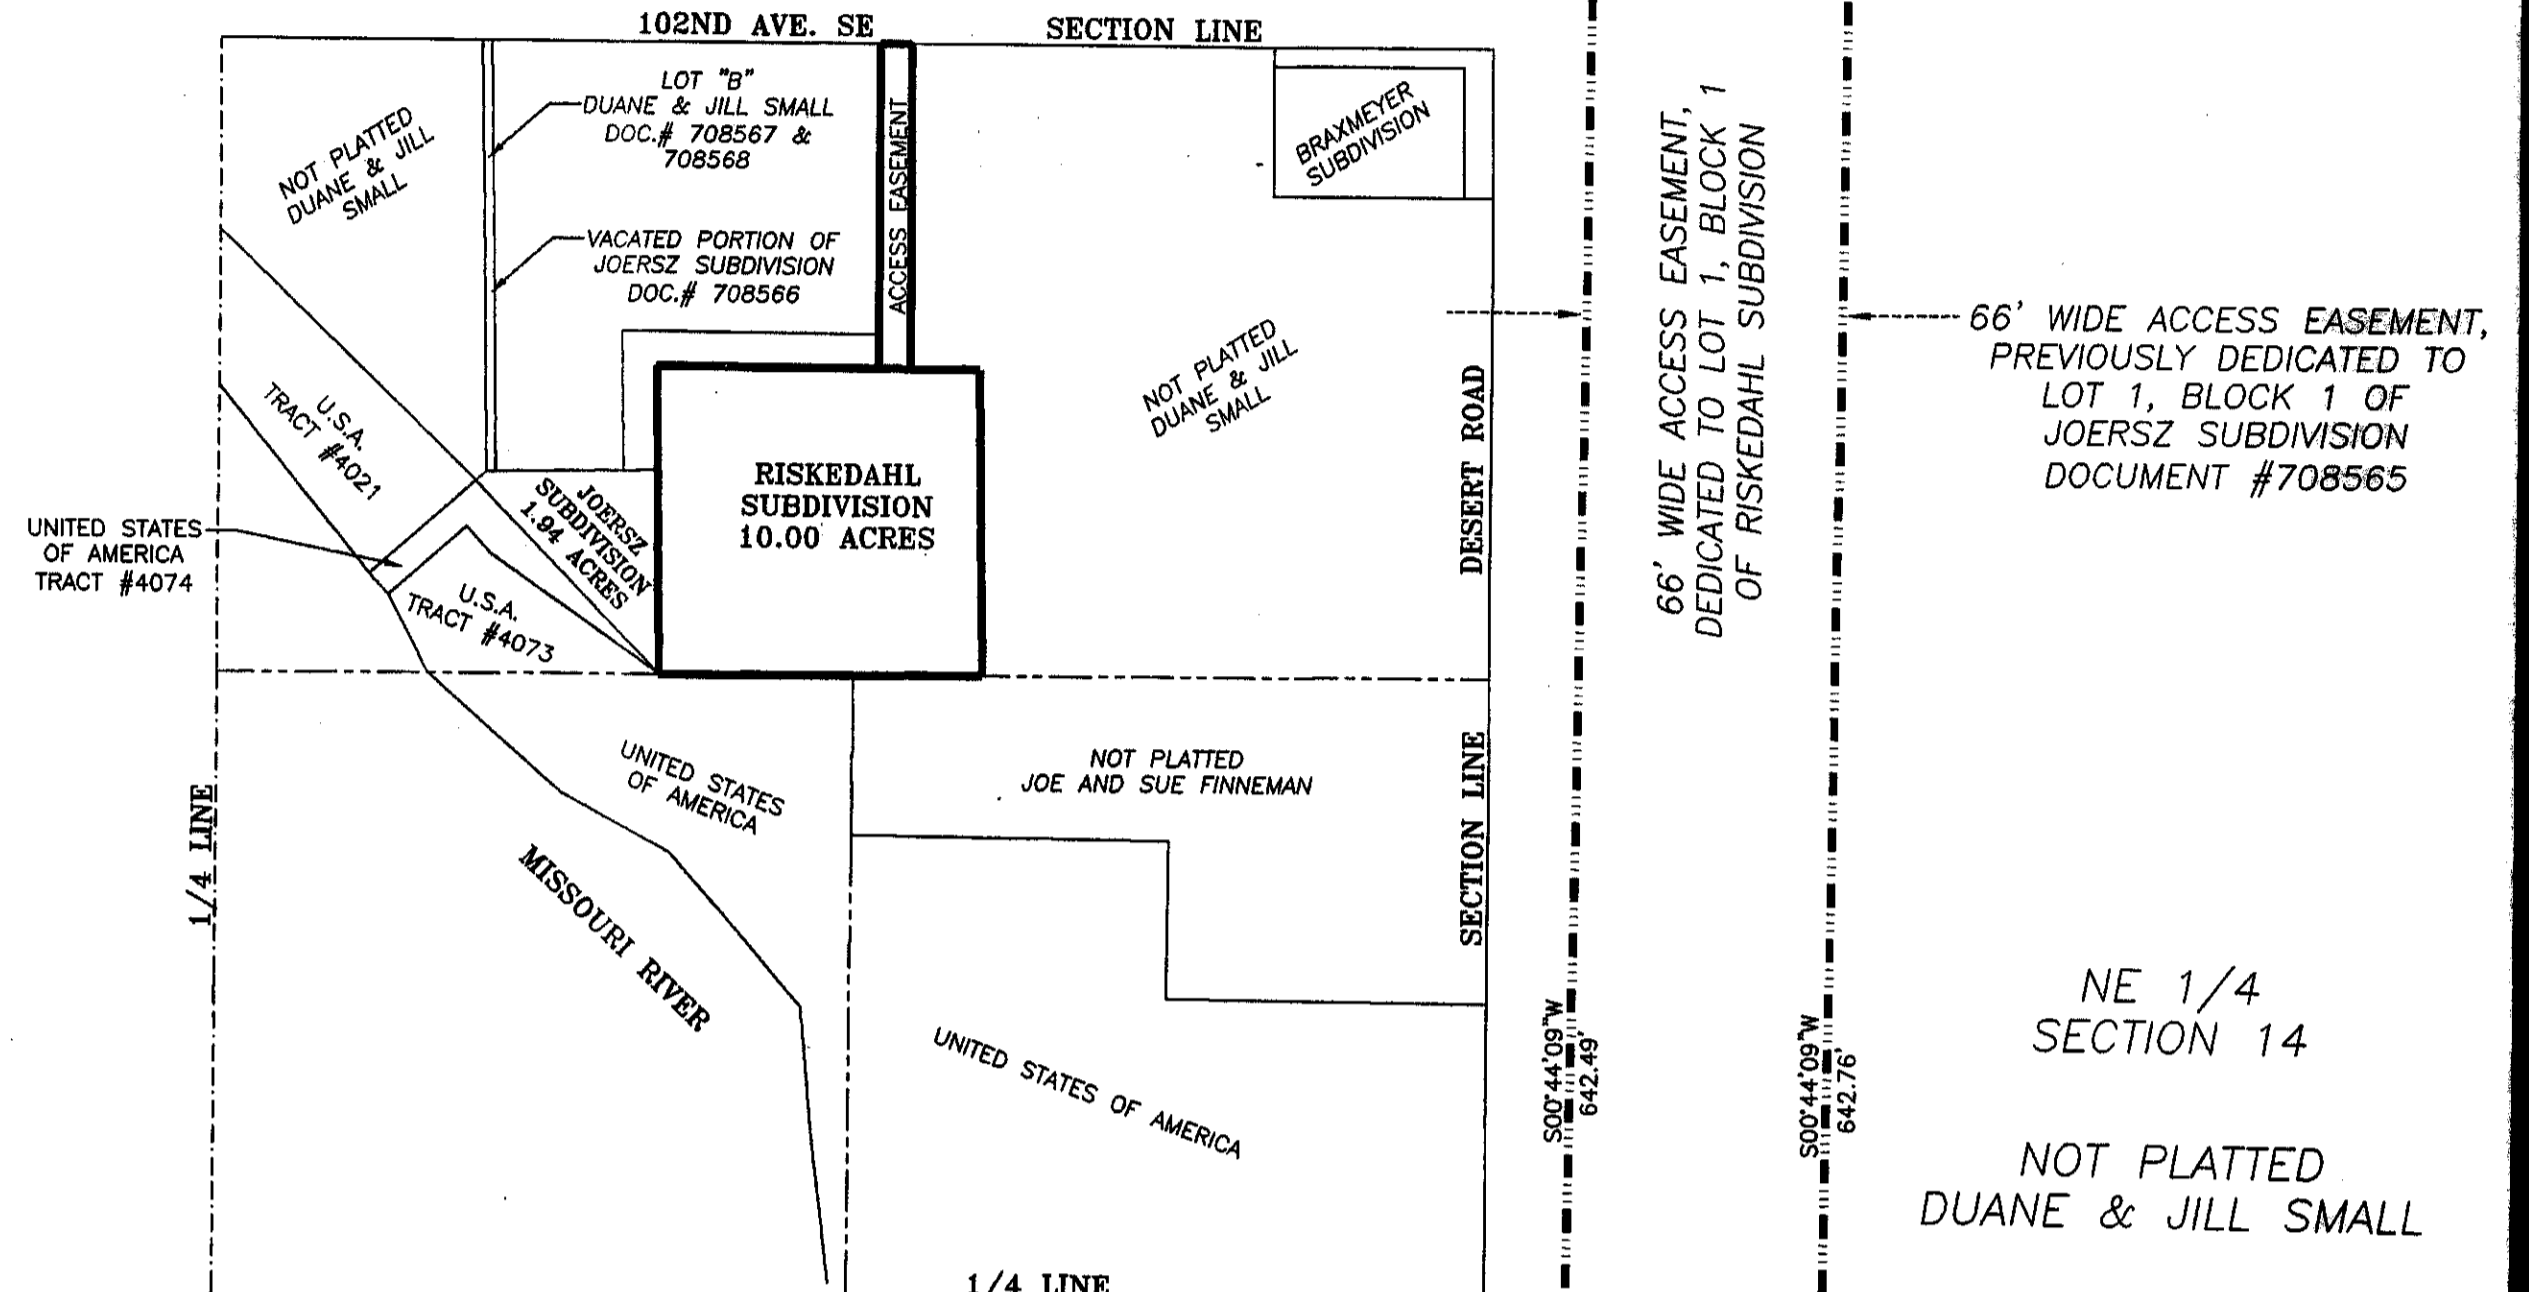 102ND AVE. SE
SECTION LINE
LOT "B"
DUANE & JILL SMALL
DOC.# 708567 &
708568
NOT PLATTED
DUANE & JILL
SMALL
VACATED PORTION OF
JOERSZ SUBDIVISION
DOC.# 708566
ACCESS EASEMENT
BRAXMEYER
SUBDIVISION
NOT PLATTED
DUANE & JILL
SMALL
U.S.A.
TRACT #4021
UNITED STATES
OF AMERICA
TRACT #4074
U.S.A.
TRACT #4073
JOERSZ
SUBDIVISION
1.94 ACRES
RISKEDAHL
SUBDIVISION
10.00 ACRES
DESERT ROAD
SECTION LINE
UNITED STATES
OF AMERICA
NOT PLATTED
JOE AND SUE FINNEMAN
1/4 LINE
MISSOURI RIVER
UNITED STATES OF AMERICA
1/4 LINE
66' WIDE ACCESS EASEMENT,
DEDICATED TO LOT 1, BLOCK 1
OF RISKEDAHL SUBDIVISION
66' WIDE ACCESS EASEMENT,
PREVIOUSLY DEDICATED TO
LOT 1, BLOCK 1 OF
JOERSZ SUBDIVISION
DOCUMENT #708565
S00°44'09"W
642.49'
S00°44'09"W
642.76'
NE 1/4
SECTION 14
NOT PLATTED
DUANE & JILL SMALL